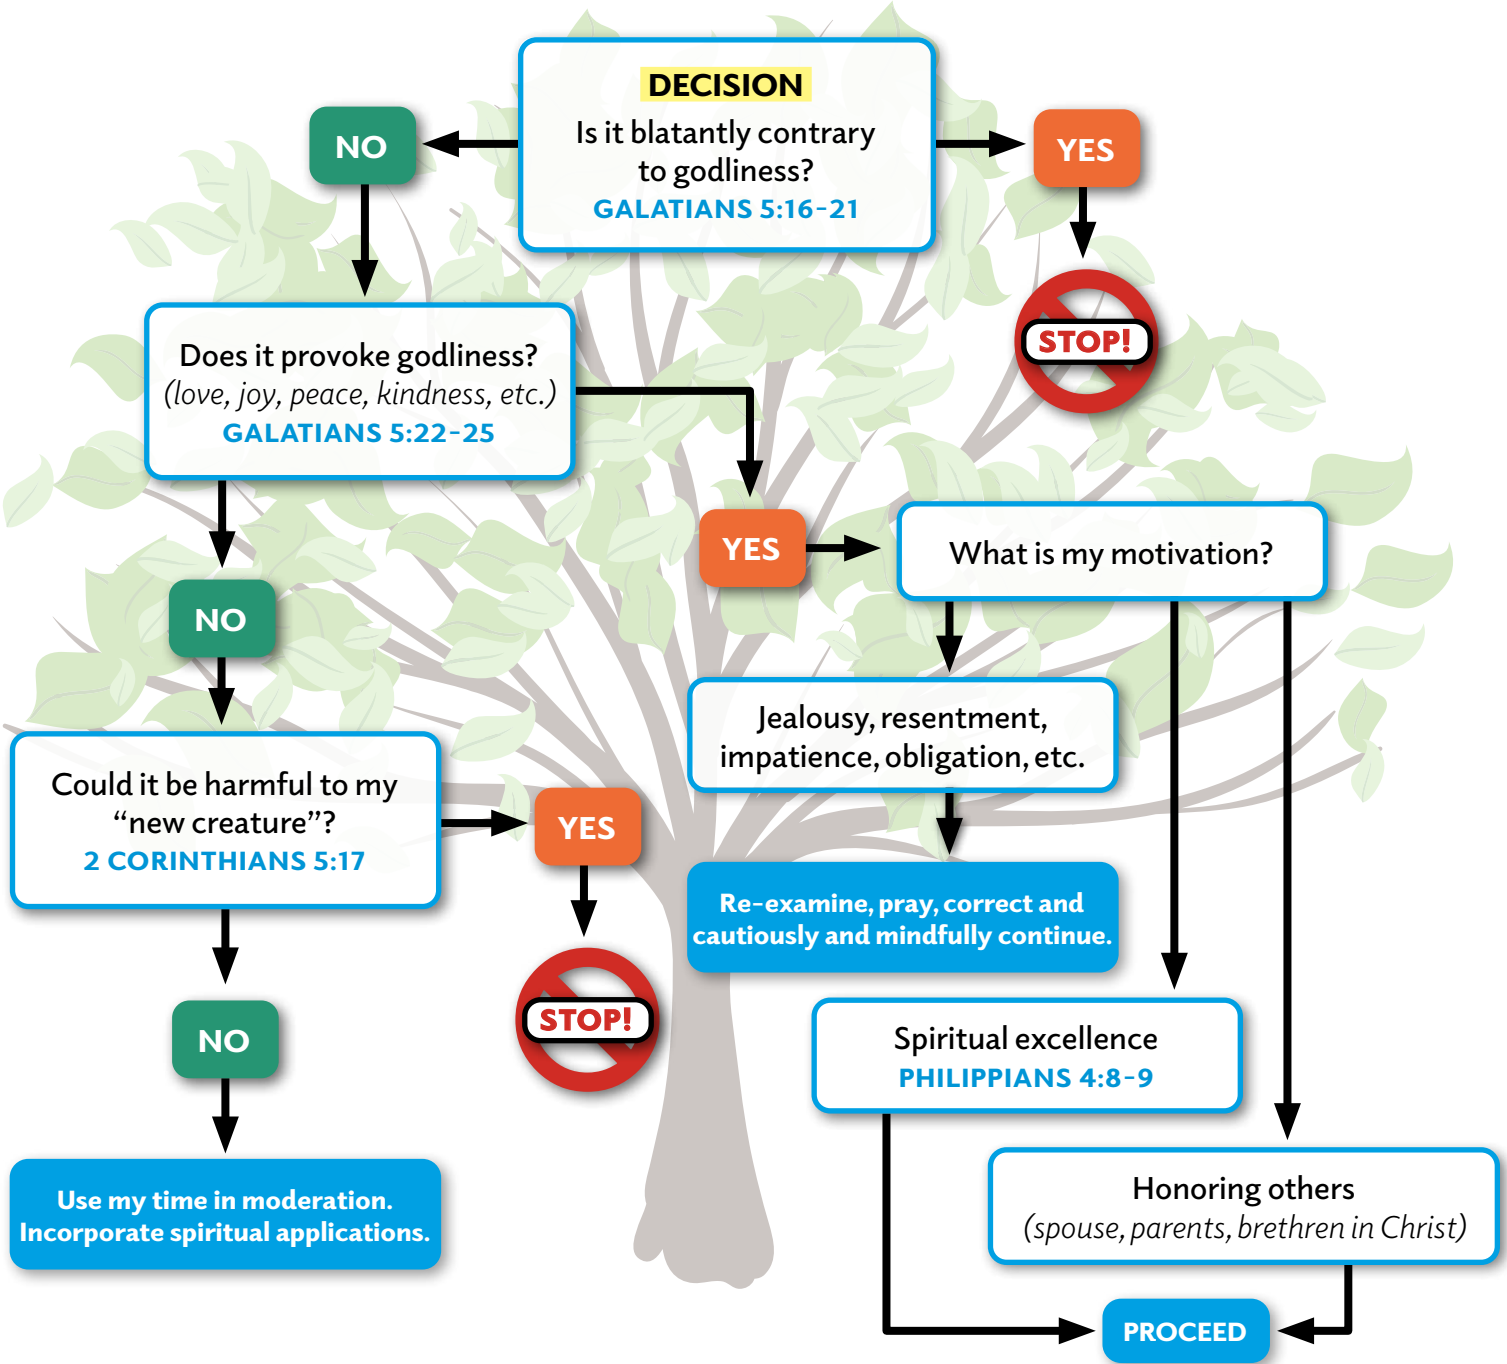 DECISION
Is it blatantly contrary
to godliness?
GALATIANS 5:16-21
NO
YES
STOP!
Does it provoke godliness?
(love, joy, peace, kindness, etc.)
GALATIANS 5:22-25
YES
What is my motivation?
NO
Jealousy, resentment,
impatience, obligation, etc.
Could it be harmful to my
“new creature”?
2 CORINTHIANS 5:17
YES
Re-examine, pray, correct and
cautiously and mindfully continue.
STOP!
NO
Spiritual excellence
PHILIPPIANS 4:8-9
Use my time in moderation.
Incorporate spiritual applications.
Honoring others
(spouse, parents, brethren in Christ)
PROCEED